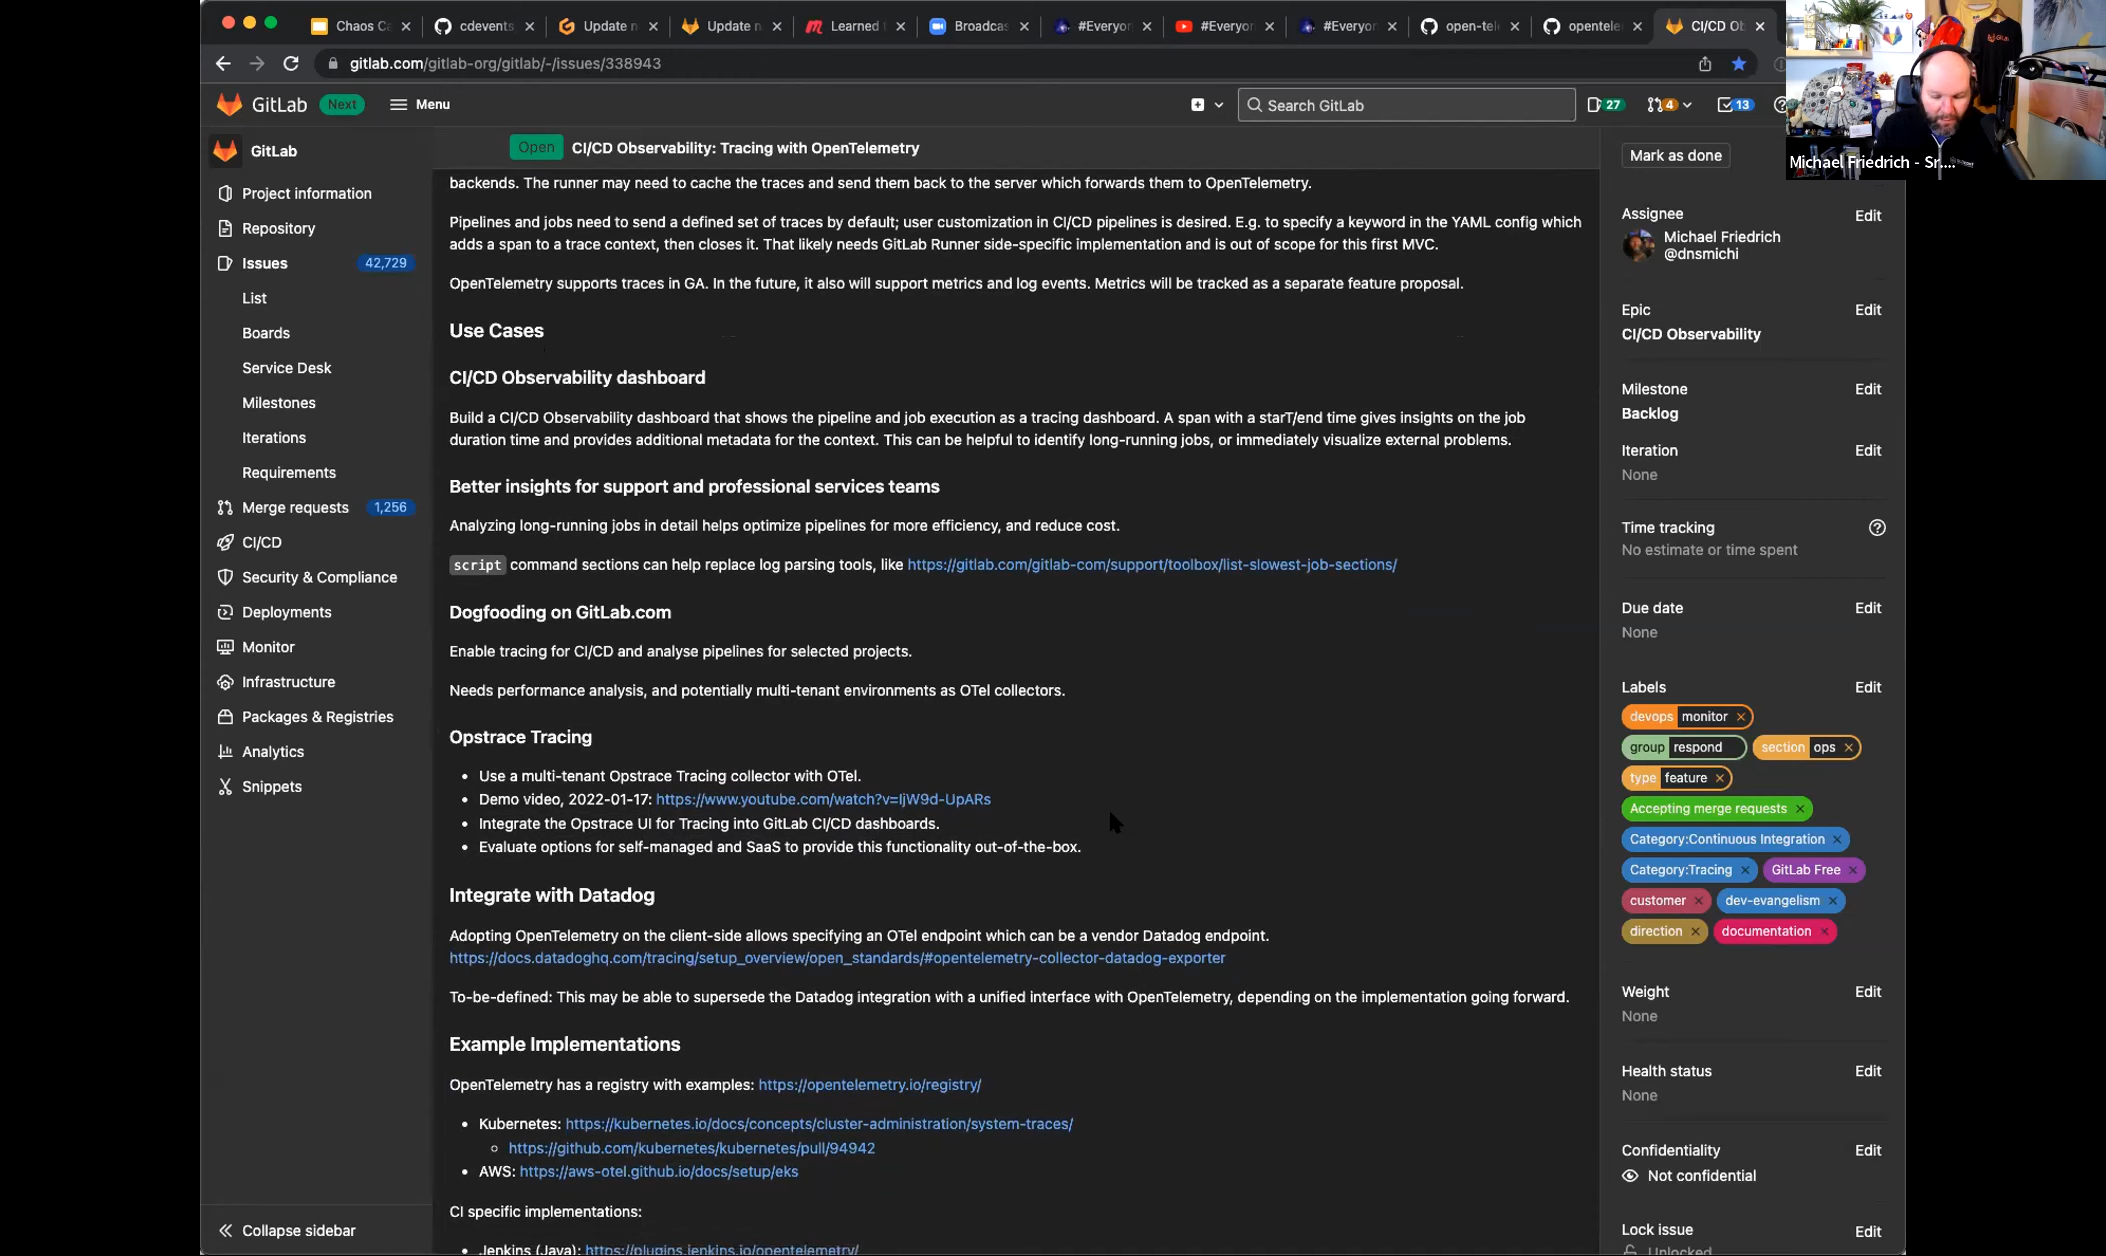 Chaos Ca
cdevents
Update n
Update n
Learned t
Broadcas
#Everyon
#Everyon
#Everyon
open-tel
opentele
CI/CD Ob
gitlab.com/gitlab-org/gitlab/-/issues/338943
GitLab Next Menu
Search GitLab
27 4 13
Michael Friedrich - Sr....
GitLab
Project information
Repository
Issues 42,729
List
Boards
Service Desk
Milestones
Iterations
Requirements
Merge requests 1,256
CI/CD
Security & Compliance
Deployments
Monitor
Infrastructure
Packages & Registries
Analytics
Snippets
Collapse sidebar
Open CI/CD Observability: Tracing with OpenTelemetry
backends. The runner may need to cache the traces and send them back to the server which forwards them to OpenTelemetry.
Pipelines and jobs need to send a defined set of traces by default; user customization in CI/CD pipelines is desired. E.g. to specify a keyword in the YAML config which
adds a span to a trace context, then closes it. That likely needs GitLab Runner side-specific implementation and is out of scope for this first MVC.
OpenTelemetry supports traces in GA. In the future, it also will support metrics and log events. Metrics will be tracked as a separate feature proposal.
Use Cases
CI/CD Observability dashboard
Build a CI/CD Observability dashboard that shows the pipeline and job execution as a tracing dashboard. A span with a starT/end time gives insights on the job
duration time and provides additional metadata for the context. This can be helpful to identify long-running jobs, or immediately visualize external problems.
Better insights for support and professional services teams
Analyzing long-running jobs in detail helps optimize pipelines for more efficiency, and reduce cost.
script command sections can help replace log parsing tools, like https://gitlab.com/gitlab-com/support/toolbox/list-slowest-job-sections/
Dogfooding on GitLab.com
Enable tracing for CI/CD and analyse pipelines for selected projects.
Needs performance analysis, and potentially multi-tenant environments as OTel collectors.
Opstrace Tracing
• Use a multi-tenant Opstrace Tracing collector with OTel.
• Demo video, 2022-01-17: https://www.youtube.com/watch?v=IjW9d-UpARs
• Integrate the Opstrace UI for Tracing into GitLab CI/CD dashboards.
• Evaluate options for self-managed and SaaS to provide this functionality out-of-the-box.
Integrate with Datadog
Adopting OpenTelemetry on the client-side allows specifying an OTel endpoint which can be a vendor Datadog endpoint.
https://docs.datadoghq.com/tracing/setup_overview/open_standards/#opentelemetry-collector-datadog-exporter
To-be-defined: This may be able to supersede the Datadog integration with a unified interface with OpenTelemetry, depending on the implementation going forward.
Example Implementations
OpenTelemetry has a registry with examples: https://opentelemetry.io/registry/
• Kubernetes: https://kubernetes.io/docs/concepts/cluster-administration/system-traces/
https://github.com/kubernetes/kubernetes/pull/94942
• AWS: https://aws-otel.github.io/docs/setup/eks
CI specific implementations:
• Jenkins (Java): https://plugins.jenkins.io/opentelemetry/
Mark as done
Assignee Edit
Michael Friedrich
@dnsmichi
Epic Edit
CI/CD Observability
Milestone Edit
Backlog
Iteration Edit
None
Time tracking
No estimate or time spent
Due date Edit
None
Labels Edit
devops monitor
group respond section ops
type feature
Accepting merge requests
Category:Continuous Integration
Category:Tracing GitLab Free
customer dev-evangelism
direction documentation
Weight Edit
None
Health status Edit
None
Confidentiality Edit
Not confidential
Lock issue Edit
Unlocked